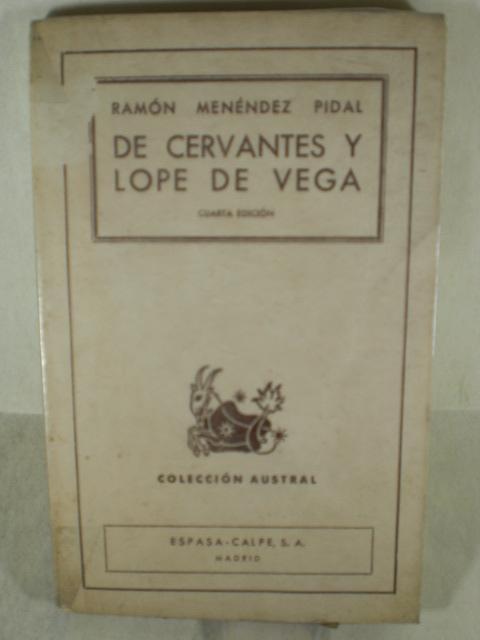 RAMÓN MENÉNDEZ PIDAL
DE CERVANTES Y
LOPE DE VEGA
CUARTA EDICIÓN
COLECCIÓN AUSTRAL
ESPASA-CALPE, S. A.
MADRID